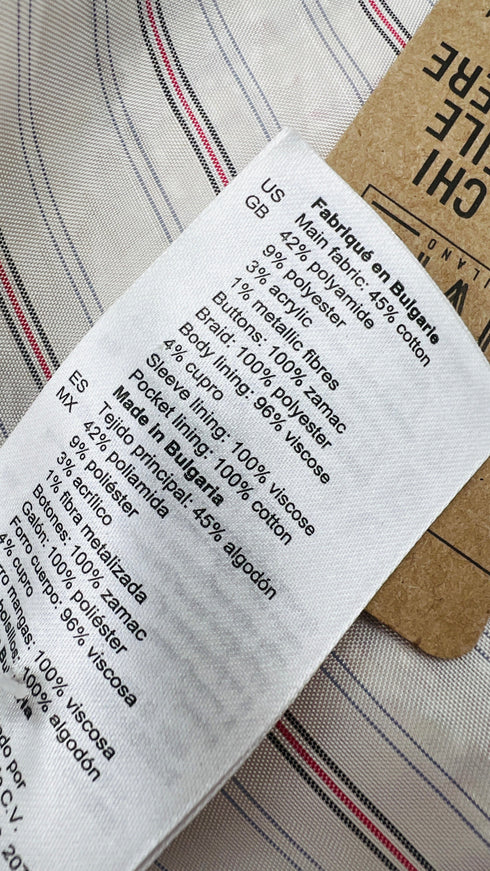 Fabriqué en Bulgarie
US
GB
Main fabric: 45% cotton
42% polyamide
9% polyester
3% acrylic
1% metallic fibres
Buttons: 100% zamac
Braid: 100% polyester
Body lining: 96% viscose
4% cupro
Sleeve lining: 100% viscose
Pocket lining: 100% cotton
Made in Bulgaria
ES
MX
Tejido principal: 45% algodón
42% poliamida
9% poliéster
3% acrílico
1% fibra metalizada
Botones: 100% zamac
Galón: 100% poliéster
Forro cuerpo: 96% viscosa
4% cupro
mangas: 100% viscosa
100% algodón
por
C.V.
CHI